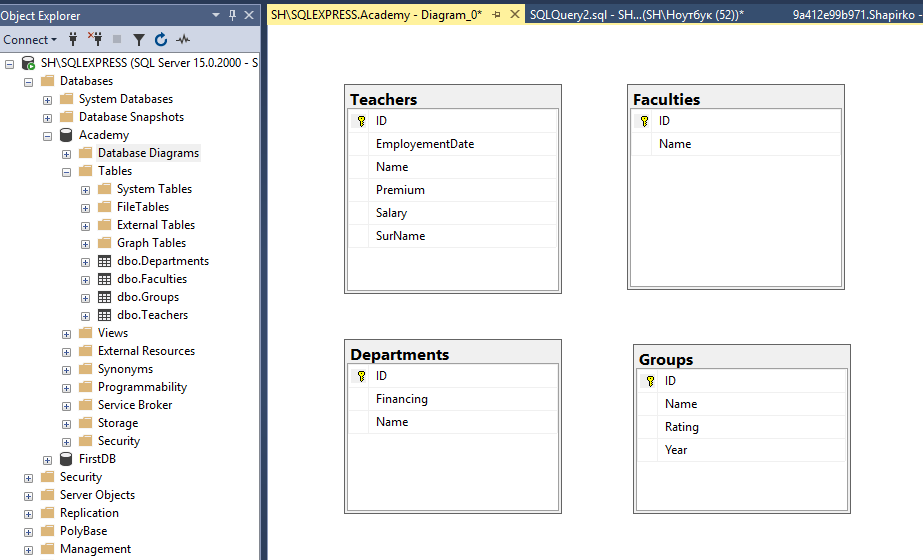 Object Explorer
Connect
SH\SQLEXPRESS (SQL Server 15.0.2000 - S
Databases
System Databases
Database Snapshots
Academy
Database Diagrams
Tables
System Tables
FileTables
External Tables
Graph Tables
dbo.Departments
dbo.Faculties
dbo.Groups
dbo.Teachers
Views
External Resources
Synonyms
Programmability
Service Broker
Storage
Security
FirstDB
Security
Server Objects
Replication
PolyBase
Management
SH\SQLEXPRESS.Academy - Diagram_0*
SQLQuery2.sql - SH...(SH\Ноутбук (52))*
9a412e99b971.Shapirko -
Teachers
ID
EmployementDate
Name
Premium
Salary
SurName
Faculties
ID
Name
Departments
ID
Financing
Name
Groups
ID
Name
Rating
Year